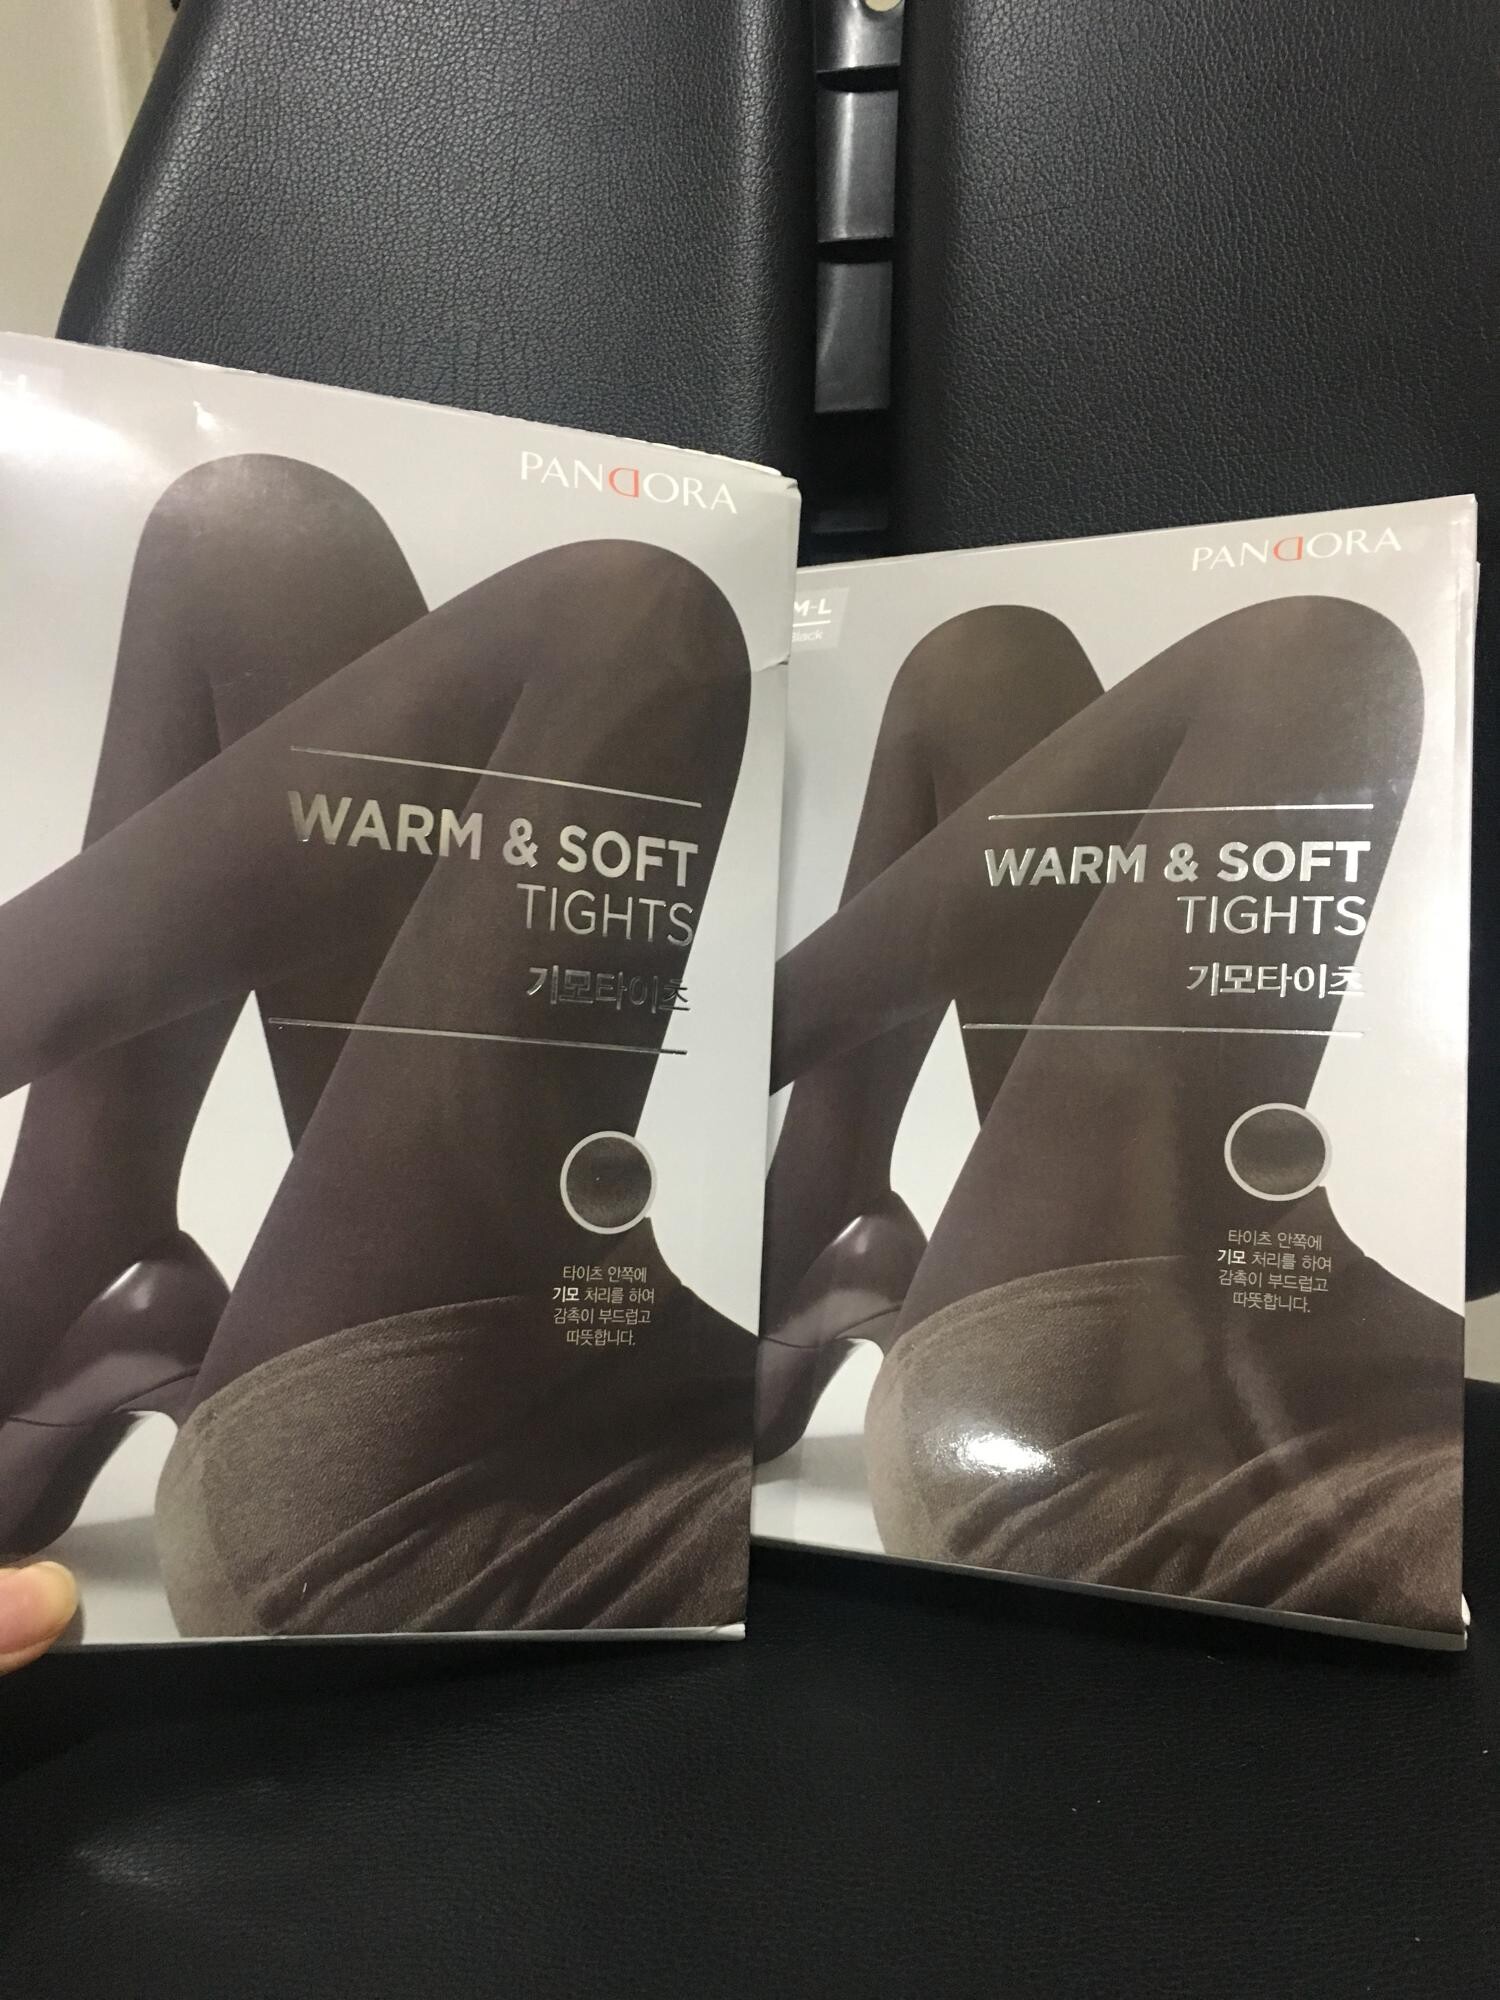 PANDORA
WARM & SOFT
TIGHTS
기모타이츠
타이츠 안쪽에
기모 처리를 하여
감촉이 부드럽고
따뜻합니다.
PANDORA
M-L
Black
WARM & SOFT
TIGHTS
기모타이츠
타이츠 안쪽에
기모 처리를 하여
감촉이 부드럽고
따뜻합니다.